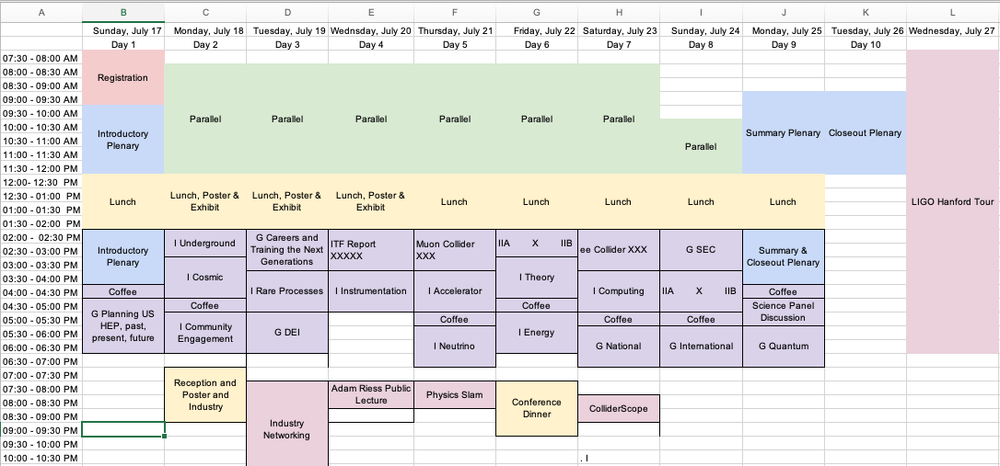 A B C D E F G H I J K L
Sunday, July 17 Monday, July 18 Tuesday, July 19 Wednsday, July 20 Thursday, July 21 Friday, July 22 Saturday, July 23 Sunday, July 24 Monday, July 25 Tuesday, July 26 Wednesday, July 27
Day 1 Day 2 Day 3 Day 4 Day 5 Day 6 Day 7 Day 8 Day 9 Day 10
07:30 - 08:00 AM
08:00 - 08:30 AM
Registration
08:30 - 09:00 AM
09:00 - 09:30 AM
09:30 - 10:00 AM
Parallel Parallel Parallel Parallel Parallel Parallel
10:00 - 10:30 AM
Introductory
Plenary
Summary Plenary Closeout Plenary
10:30 - 11:00 AM
Parallel
11:00 - 11:30 AM
11:30 - 12:00 PM
12:00- 12:30 PM
12:30 - 01:00 PM
Lunch
Lunch, Poster &
Exhibit
Lunch, Poster &
Exhibit
Lunch, Poster &
Exhibit
Lunch Lunch Lunch Lunch Lunch
LIGO Hanford Tour
01:00 - 01:30 PM
01:30 - 02:00 PM
02:00 - 02:30 PM
02:30 - 03:00 PM
03:00 - 03:30 PM
Introductory
Plenary
I Underground
G Careers and
Training the Next
Generations
ITF Report
XXXXX
Muon Collider
XXX
IIA X IIB
ee Collider XXX
G SEC
Summary &
Closeout Plenary
03:30 - 04:00 PM
I Cosmic
I Theory
04:00 - 04:30 PM
Coffee
I Rare Processes
I Instrumentation
I Accelerator
I Computing
IIA X IIB
Coffee
04:30 - 05:00 PM
Coffee
Coffee
Science Panel
Discussion
05:00 - 05:30 PM
G Planning US
HEP, past,
present, future
Coffee
Coffee
Coffee
05:30 - 06:00 PM
I Community
Engagement
G DEI
I Energy
06:00 - 06:30 PM
I Neutrino
G National
G International
G Quantum
06:30 - 07:00 PM
07:00 - 07:30 PM
07:30 - 08:00 PM
Reception and
Poster and
Industry
Adam Riess Public
Lecture
Physics Slam
08:00 - 08:30 PM
Conference
Dinner
ColliderScope
08:30 - 09:00 PM
09:00 - 09:30 PM
Industry
Networking
09:30 - 10:00 PM
10:00 - 10:30 PM
. I